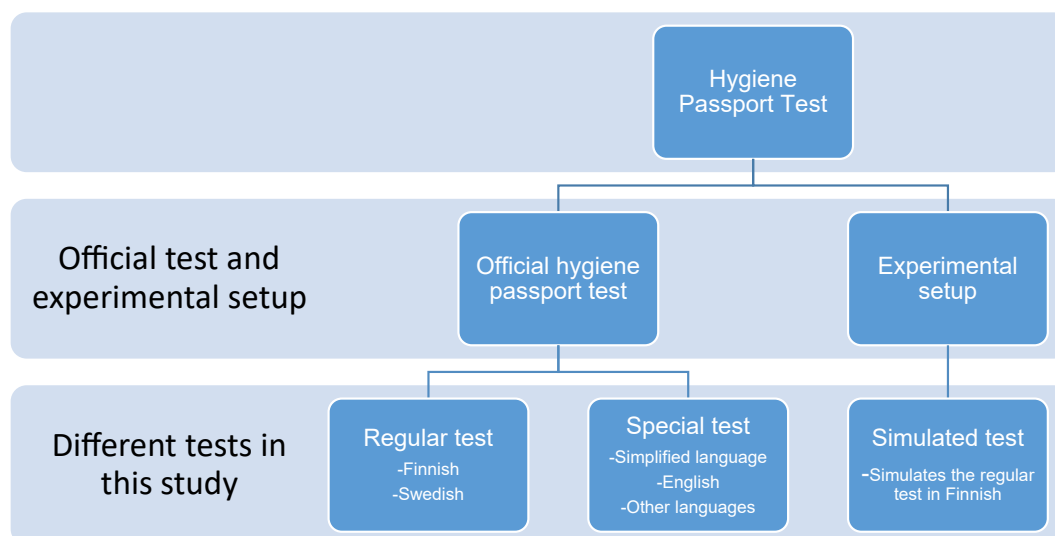 Hygiene
Passport Test
Official test and
experimental setup
Official hygiene
passport test
Experimental
setup
Different tests in
this study
Regular test
-Finnish
-Swedish
Special test
-Simplified language
-English
-Other languages
Simulated test
-Simulates the regular
test in Finnish